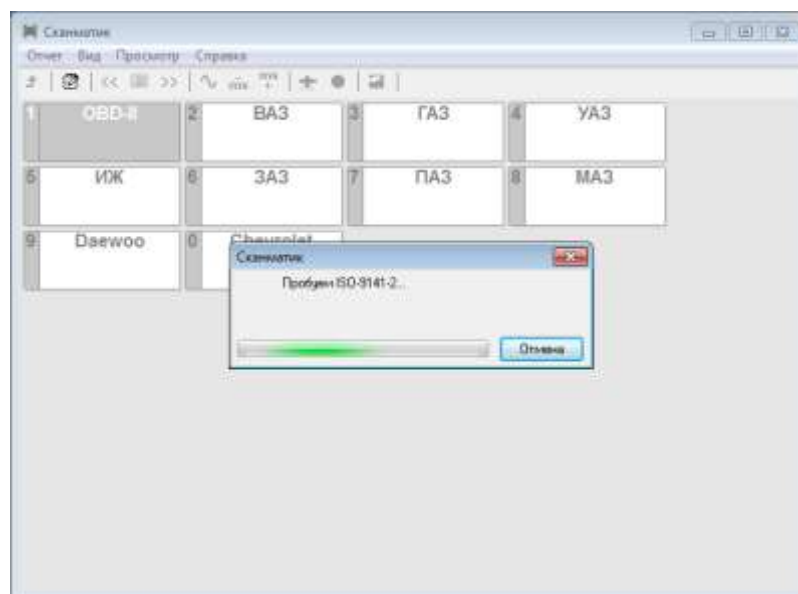 Сканматик
Отчет Вид Просмотр Справка
<< >>
1 OBD-II 2 ВАЗ 3 ГАЗ 4 УАЗ
5 ИЖ 6 ЗАЗ 7 ПАЗ 8 МАЗ
9 Daewoo 0 Chevrolet
Сканматик
Пробуем ISO-9141-2...
Отмена